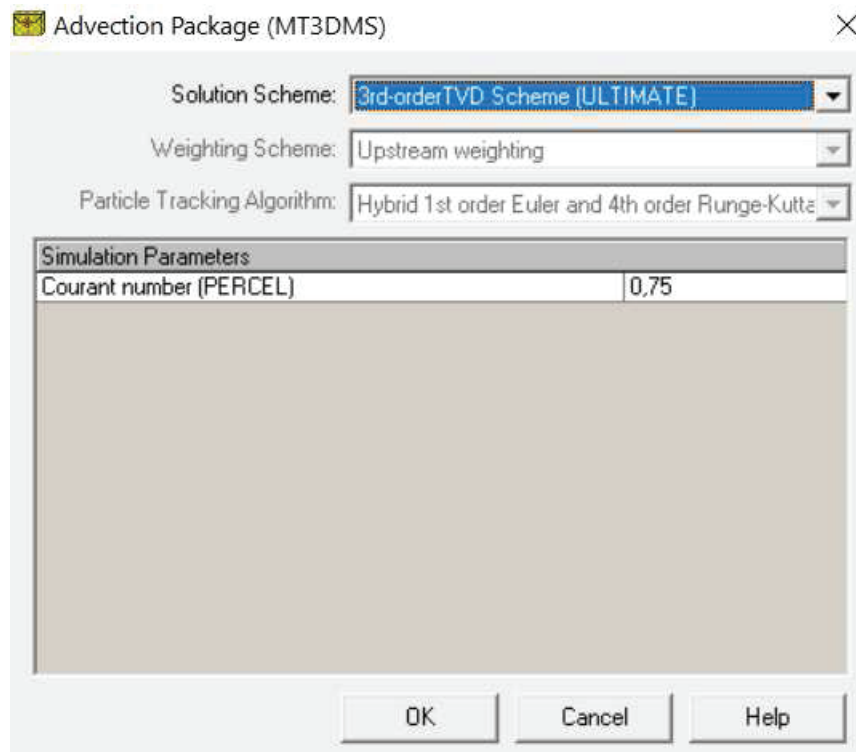 Advection Package (MT3DMS)
Solution Scheme: 3rd-orderTVD Scheme (ULTIMATE)
Weighting Scheme: Upstream weighting
Particle Tracking Algorithm: Hybrid 1st order Euler and 4th order Runge-Kutta
Simulation Parameters
Courant number (PERCEL) 0,75
OK Cancel Help